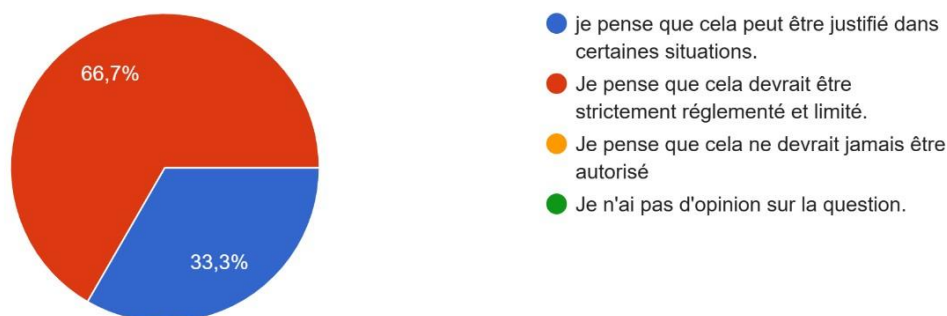 66,7%
33,3%
je pense que cela peut être justifié dans
certaines situations.
Je pense que cela devrait être
strictement réglementé et limité.
Je pense que cela ne devrait jamais être
autorisé
Je n'ai pas d'opinion sur la question.